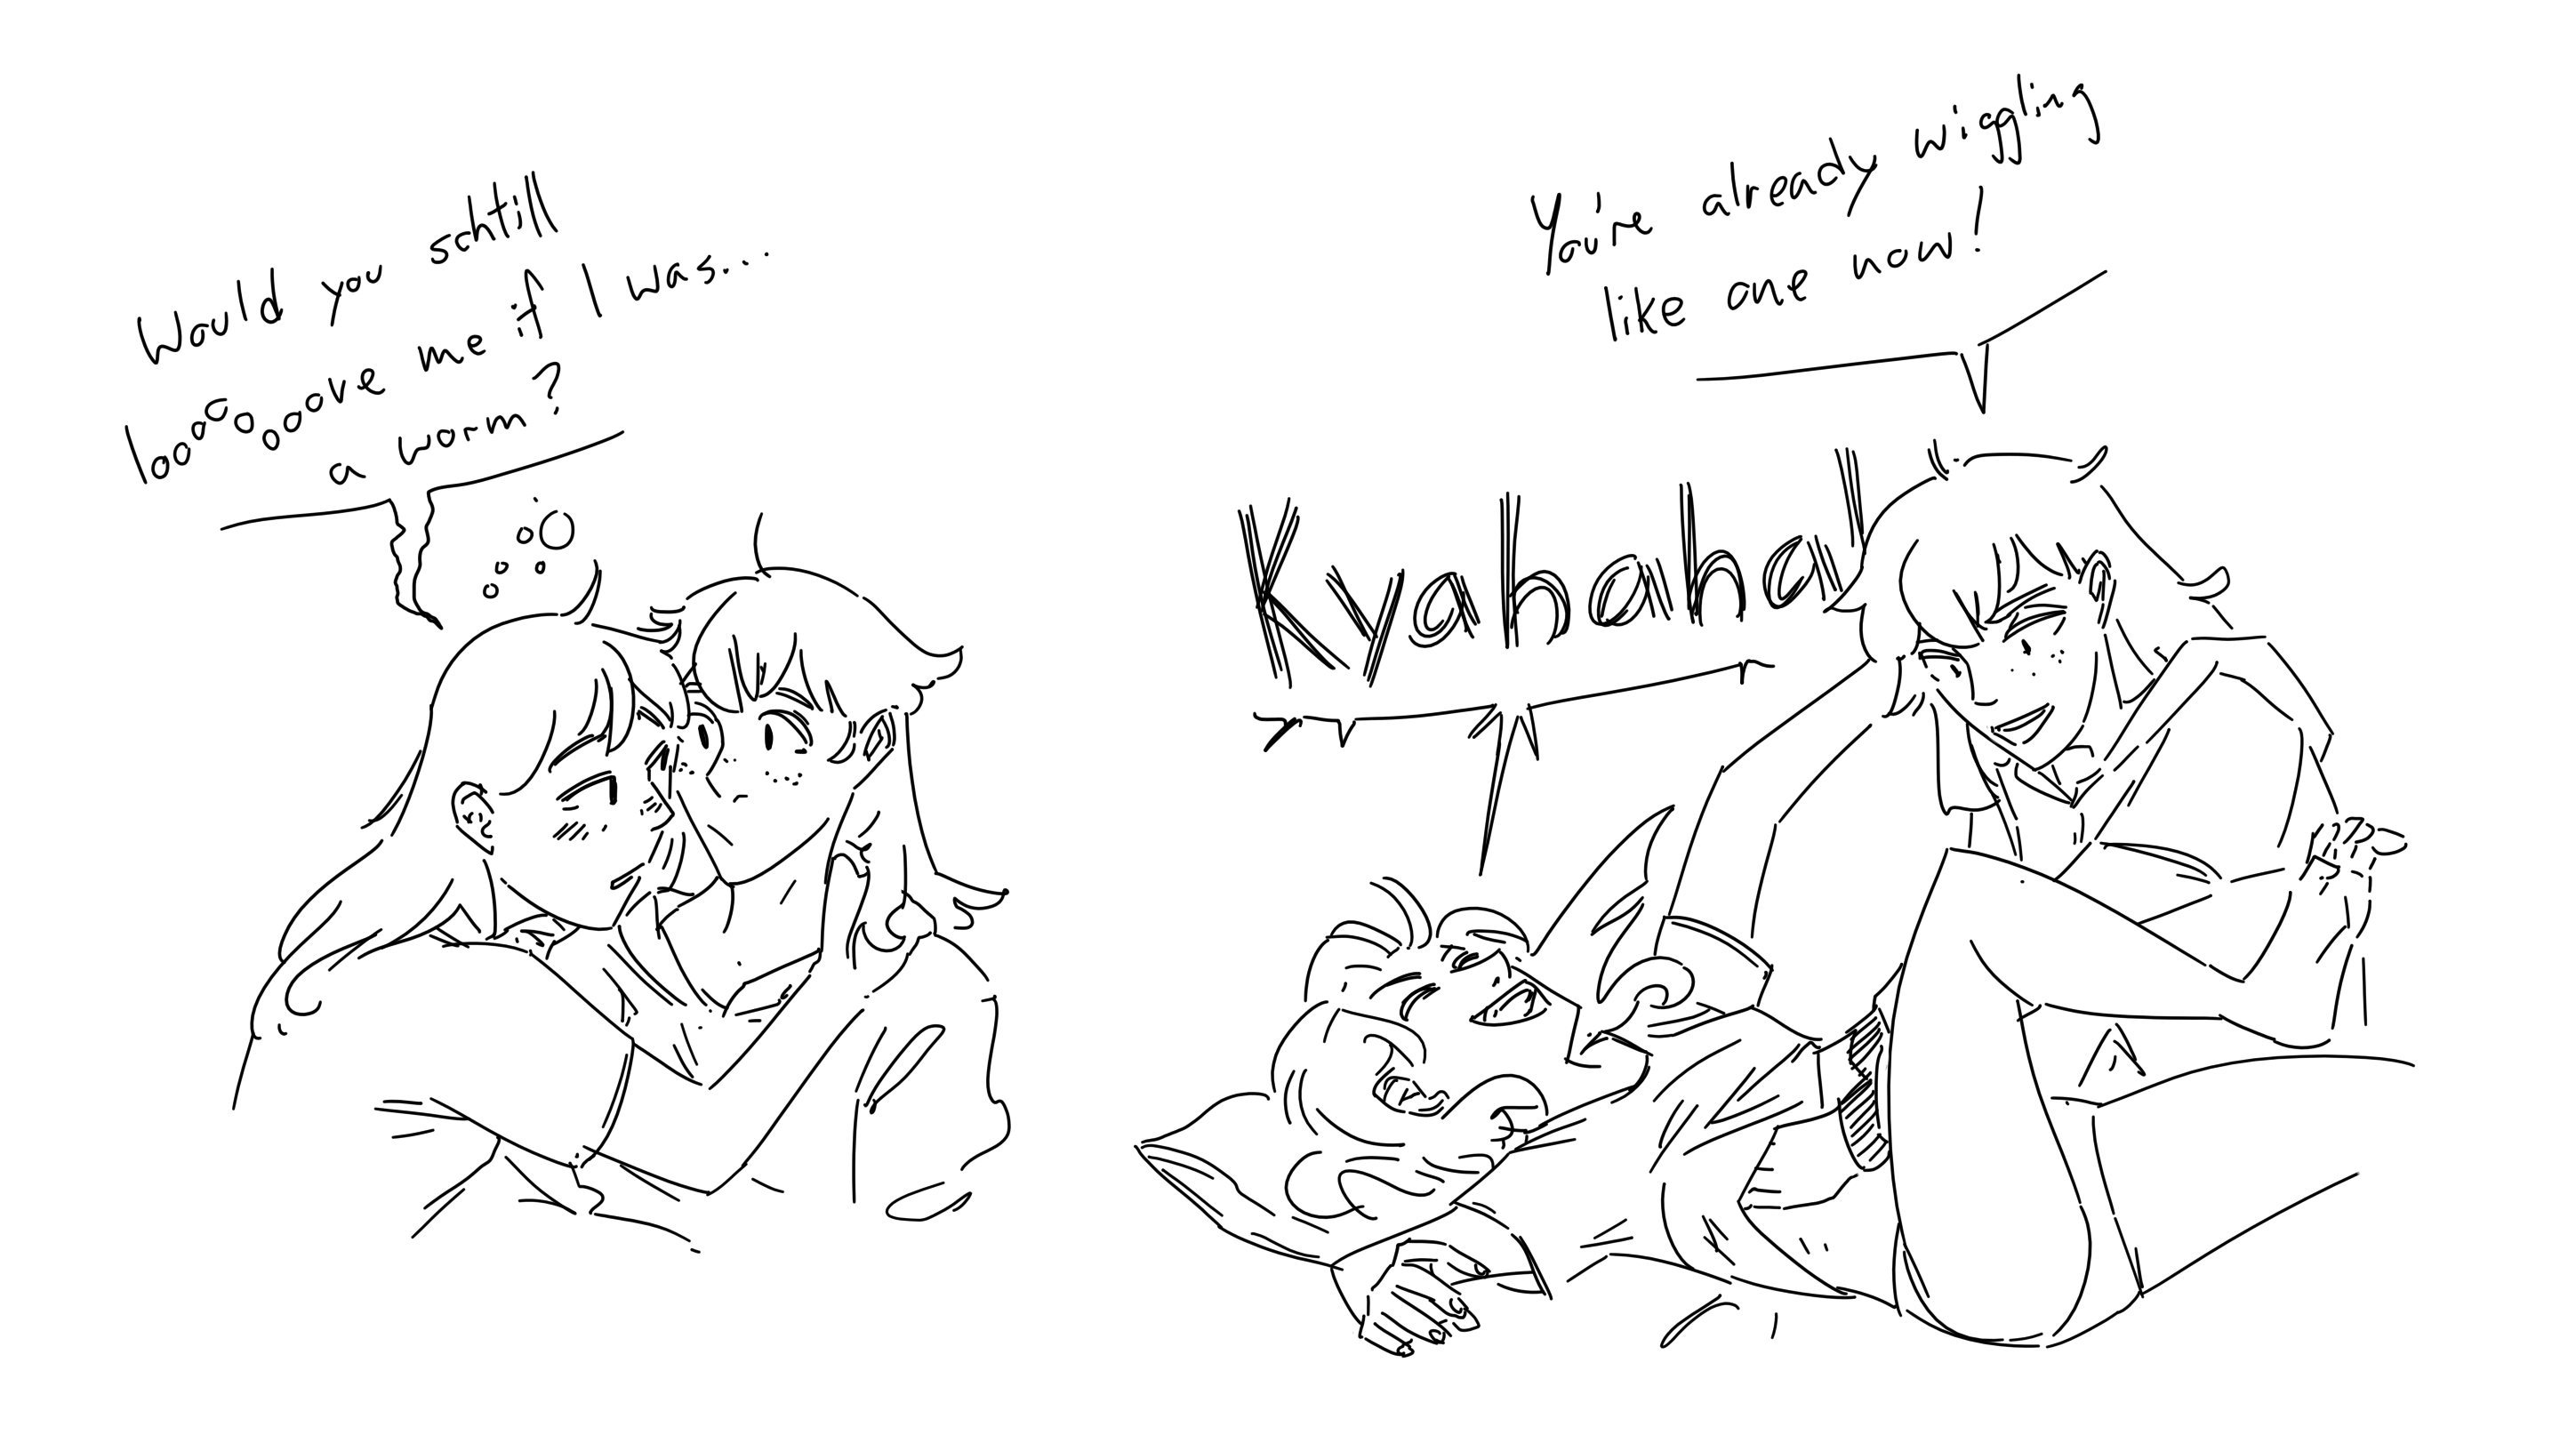 Would you schtill
looooooooove me if I was...
a worm?
You're already wiggling
like one now!
Kyahaha!